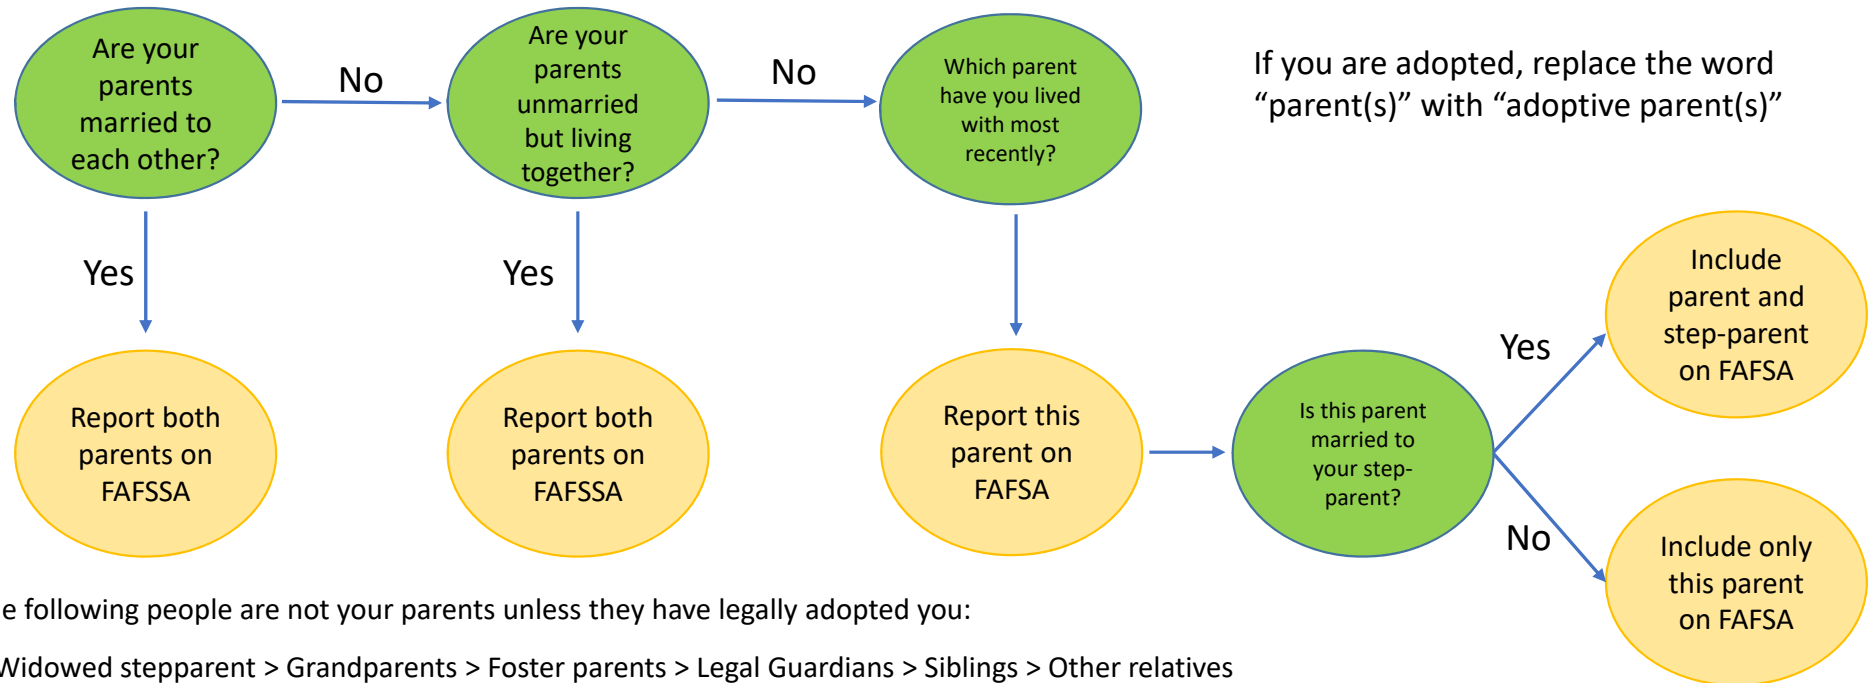 Are your
parents
married to
each other?
No
Are your
parents
unmarried
but living
together?
No
Which parent
have you lived
with most
recently?
If you are adopted, replace the word
“parent(s)” with “adoptive parent(s)”
Yes
Yes
Report both
parents on
FAFSSA
Report both
parents on
FAFSSA
Report this
parent on
FAFSA
Is this parent
married to
your step-
parent?
Yes
Include
parent and
step-parent
on FAFSA
No
Include only
this parent
on FAFSA
e following people are not your parents unless they have legally adopted you:
Widowed stepparent > Grandparents > Foster parents > Legal Guardians > Siblings > Other relatives